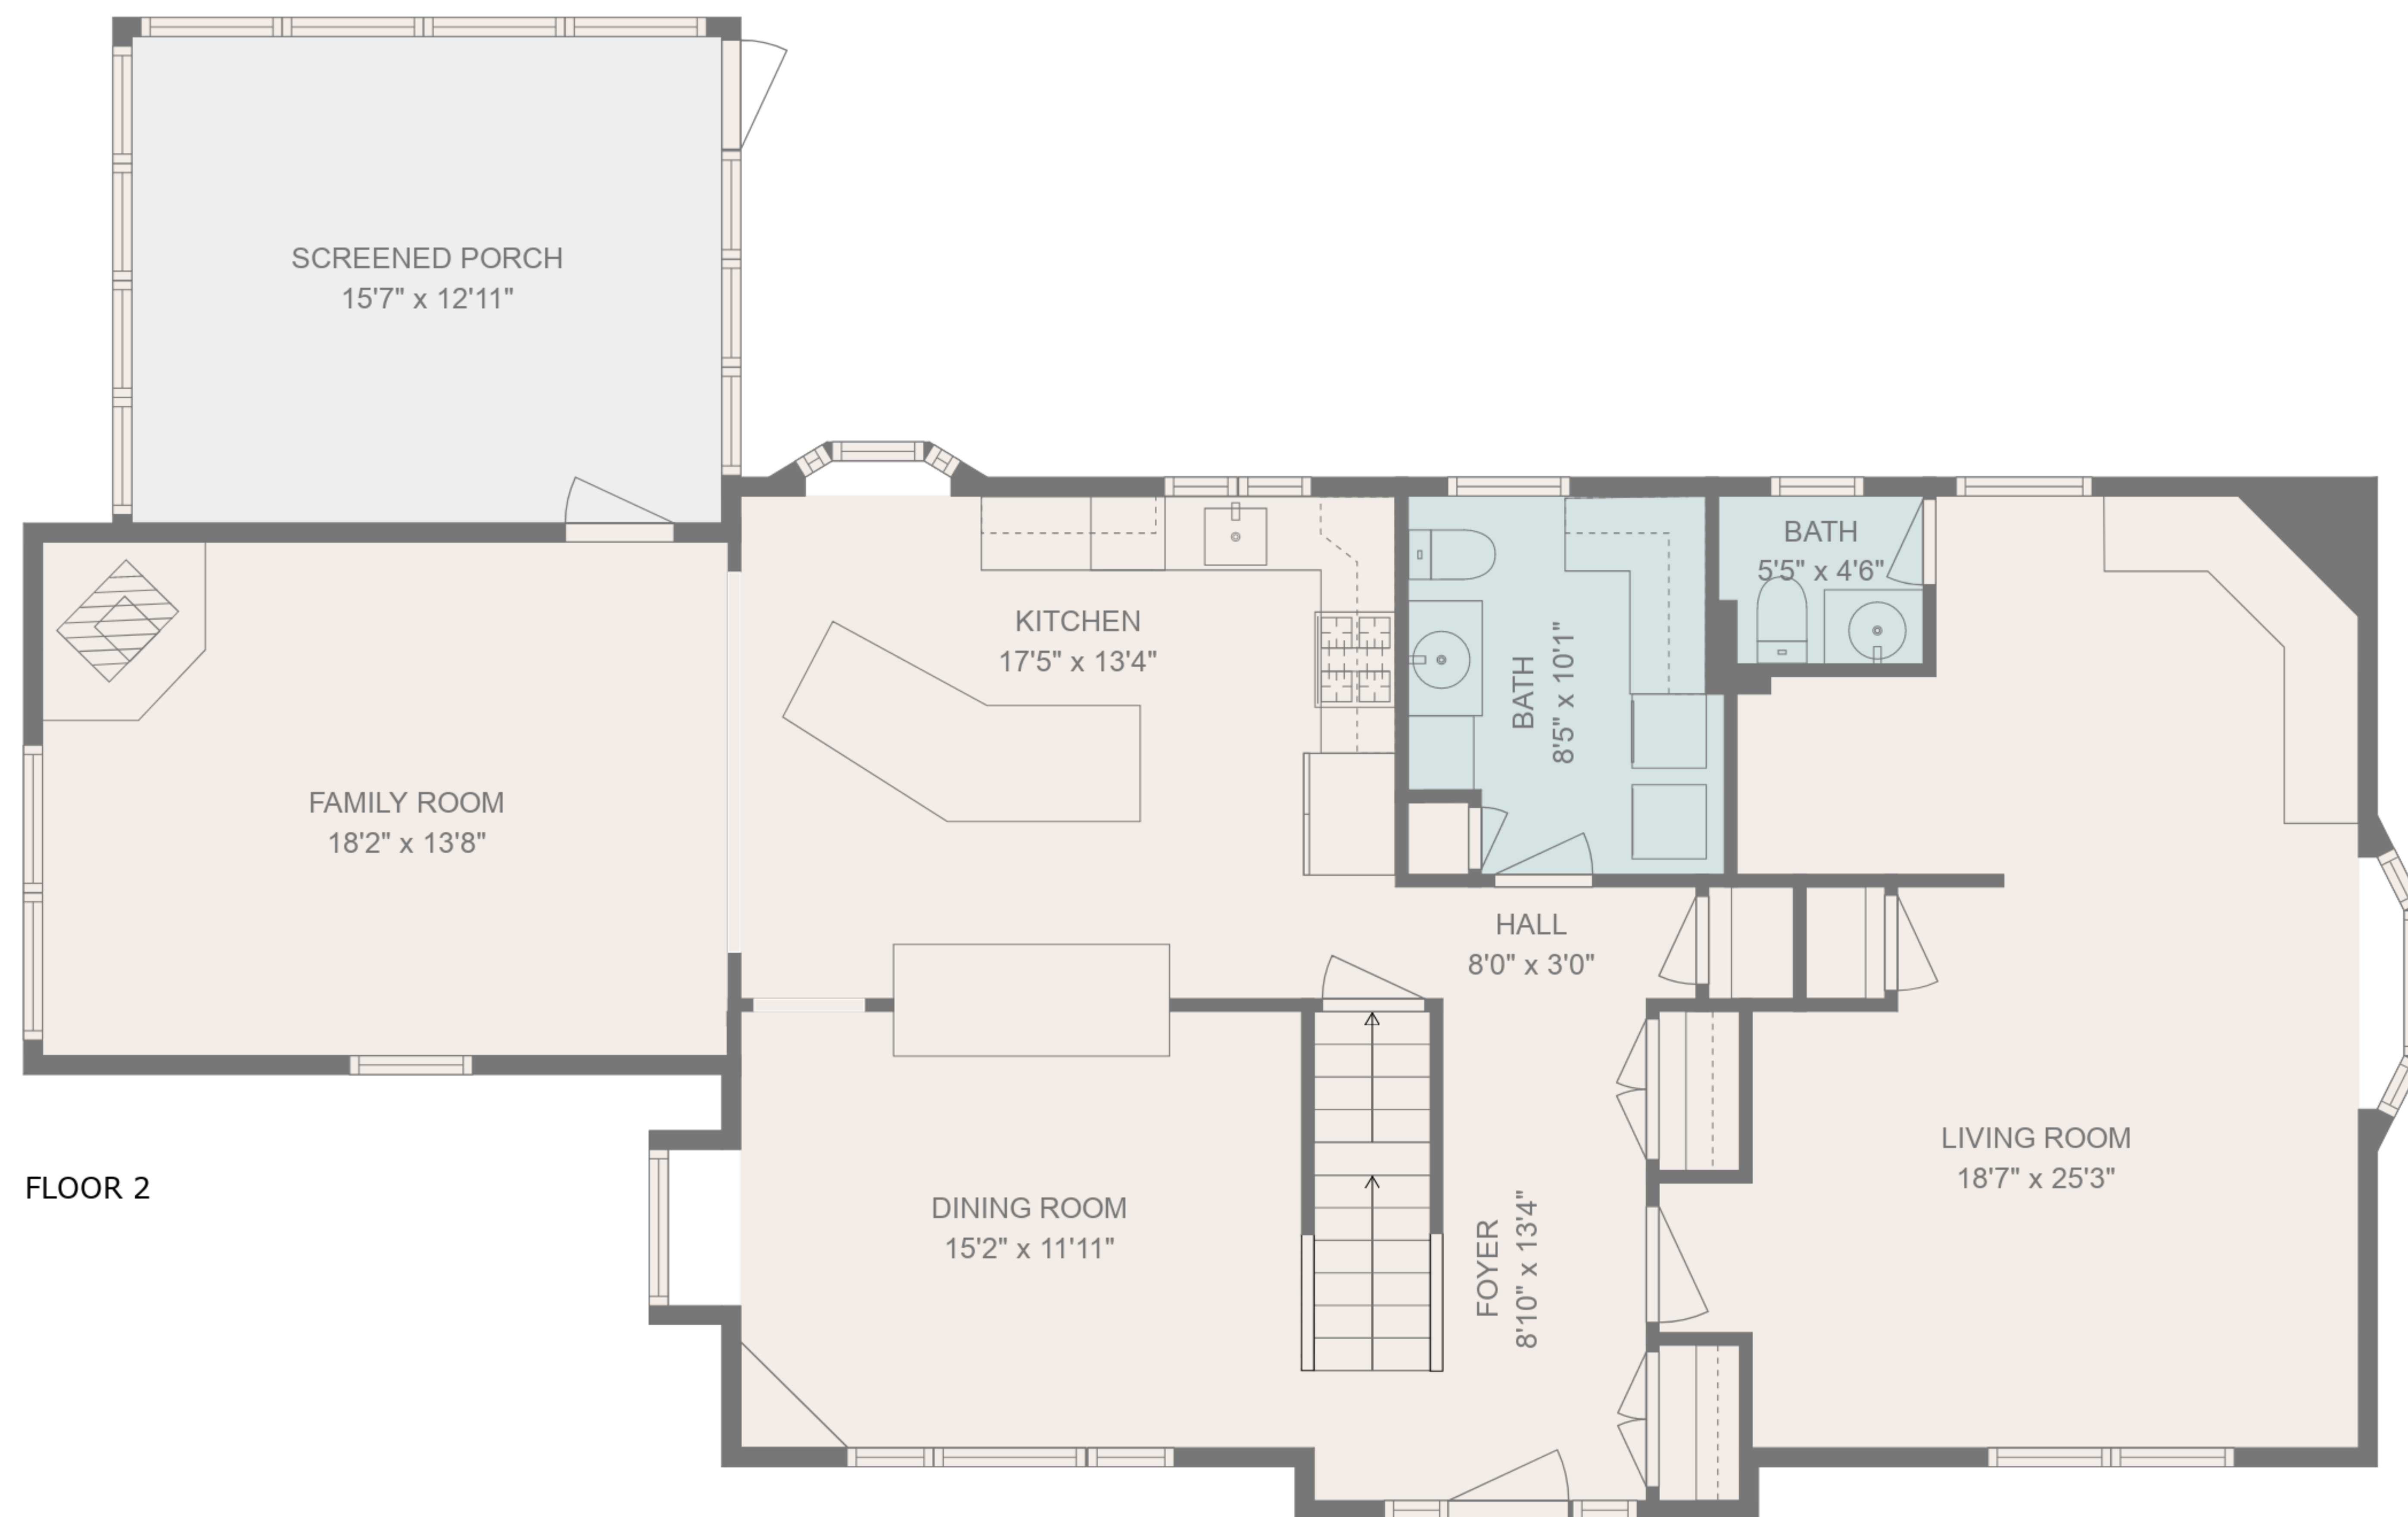 SCREENED PORCH
15'7" x 12'11"
BATH
5'5" x 4'6"
KITCHEN
17'5" x 13'4"
BATH
8'5" x 10'1"
FAMILY ROOM
18'2" x 13'8"
HALL
8'0" x 3'0"
LIVING ROOM
18'7" x 25'3"
FLOOR 2
DINING ROOM
15'2" x 11'11"
FOYER
8'10" x 13'4"